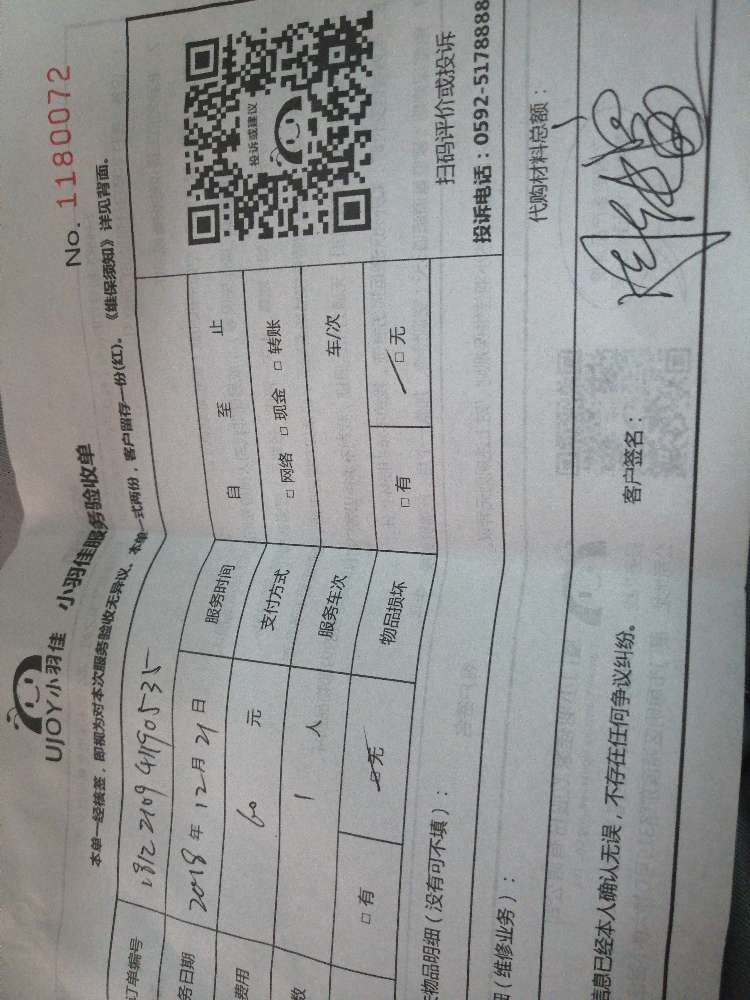 UJOY小羽佳 小羽佳服务验收单
No. 1180072
本单一经核签，即视为对本次服务验收无异议、本单一式两份，客户留存一份(红)。《维保须知》详见背面。
订单编号
务日期 2018 年 12 月 21 日 服务时间 自 至 止
费用 60 元 支付方式 □ 网络 □ 现金 □ 转账
数 1 人 服务车次 车/次
□ 有 □ 无 物品损坏 □ 有 □ 无
投诉或建议
扫码评价或投诉
投诉电话：0592-5178888
物品明细（没有可不填）：
（维修业务）：
代购材料总额：
信息已经本人确认无误，不存在任何争议纠纷。
客户签名：